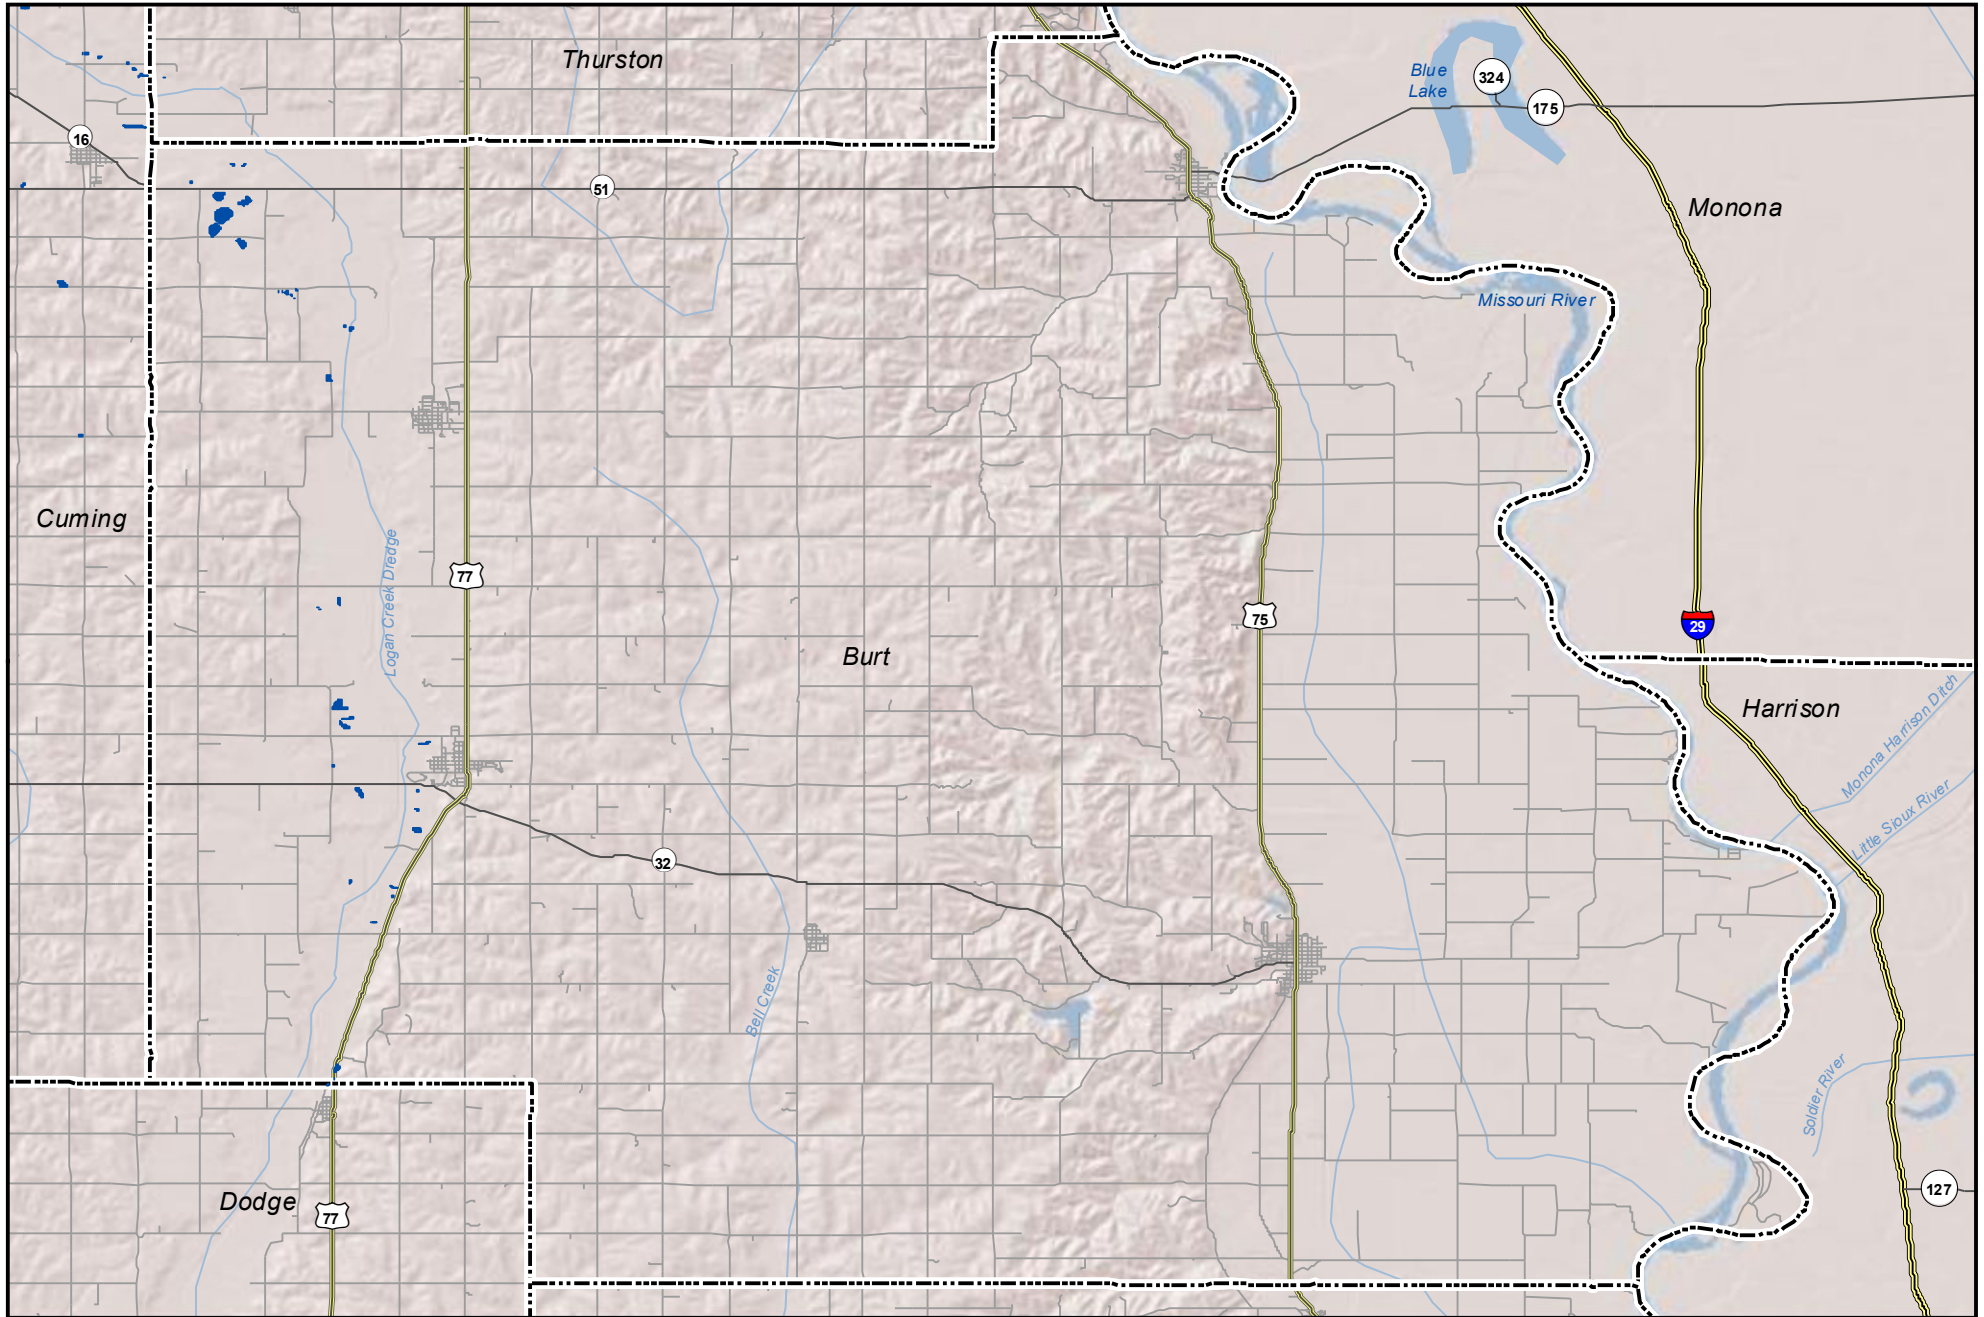 Thurston
Blue
Lake
324
175
16
51
Monona
Missouri River
Cuming
Logan Creek Dredge
77
75
29
Burt
Harrison
Monona Harrison Ditch
Little Sioux River
32
Bell Creek
Soldier River
127
Dodge
77